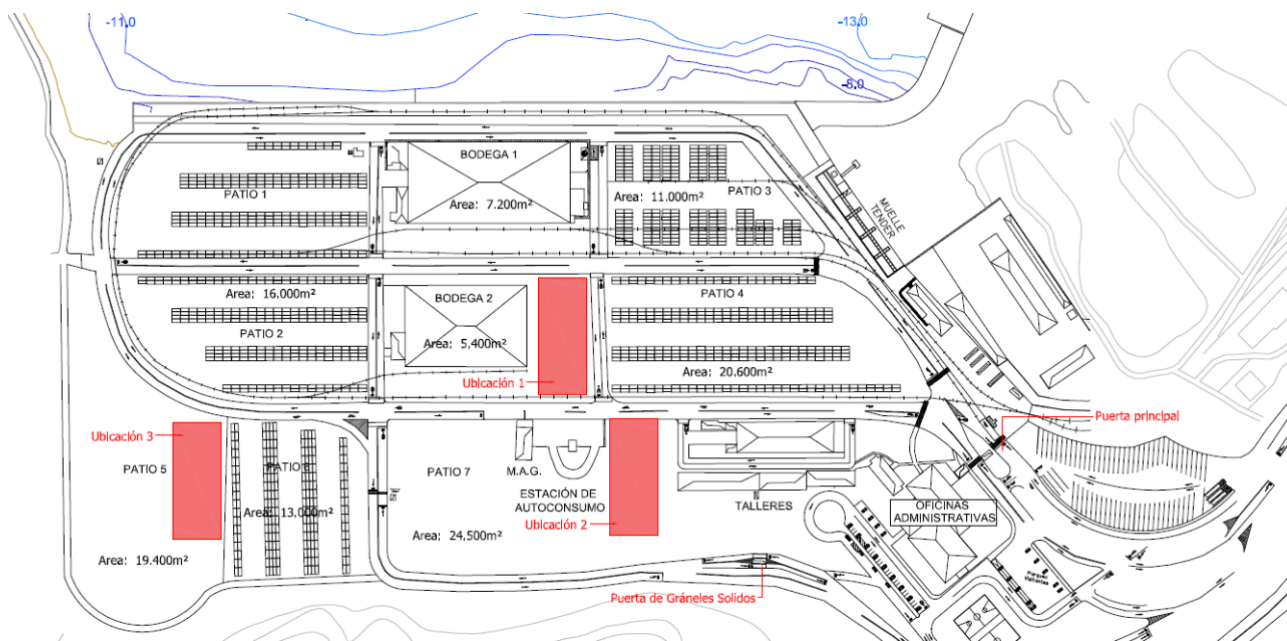 -11.0
-13.0
-8.0
BODEGA 1
PATIO 1
Area: 7.200m²
Area: 11.000m²
PATIO 3
MUELLE
TENDER
Area: 16.000m²
PATIO 2
BODEGA 2
Area: 5,400m²
Ubicación 1
PATIO 4
Area: 20.600m²
Puerta principal
Ubicación 3
PATIO 5
Area: 13,000m²
Area: 19.400m²
PATIO 7
M.A.G.
ESTACIÓN DE
AUTOCONSUMO
Ubicación 2
Area: 24,500m²
TALLERES
OFICINAS
ADMINISTRATIVAS
Puerta de Gráneles Solidos